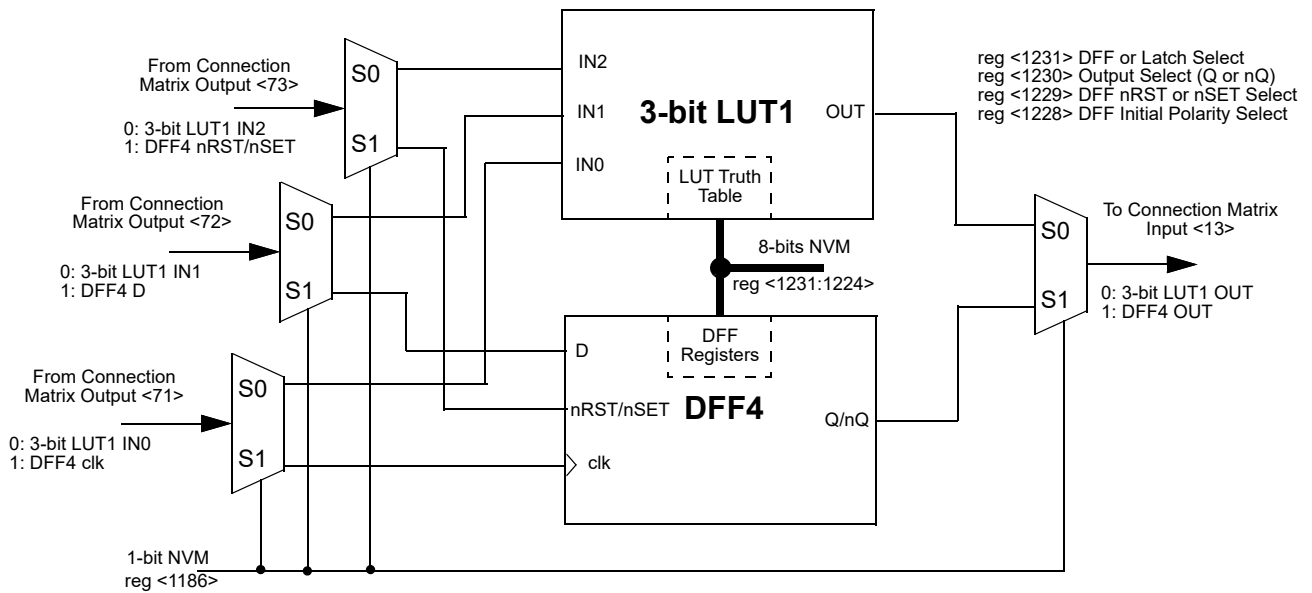 From Connection
Matrix Output <73>
0: 3-bit LUT1 IN2
1: DFF4 nRST/nSET
S0
S1
From Connection
Matrix Output <72>
0: 3-bit LUT1 IN1
1: DFF4 D
S0
S1
From Connection
Matrix Output <71>
0: 3-bit LUT1 IN0
1: DFF4 clk
S0
S1
1-bit NVM
reg <1186>
IN2
IN1
IN0
3-bit LUT1
OUT
LUT Truth
Table
8-bits NVM
reg <1231:1224>
DFF
Registers
D
nRST/nSET
clk
DFF4
Q/nQ
reg <1231> DFF or Latch Select
reg <1230> Output Select (Q or nQ)
reg <1229> DFF nRST or nSET Select
reg <1228> DFF Initial Polarity Select
S0
S1
To Connection Matrix
Input <13>
0: 3-bit LUT1 OUT
1: DFF4 OUT